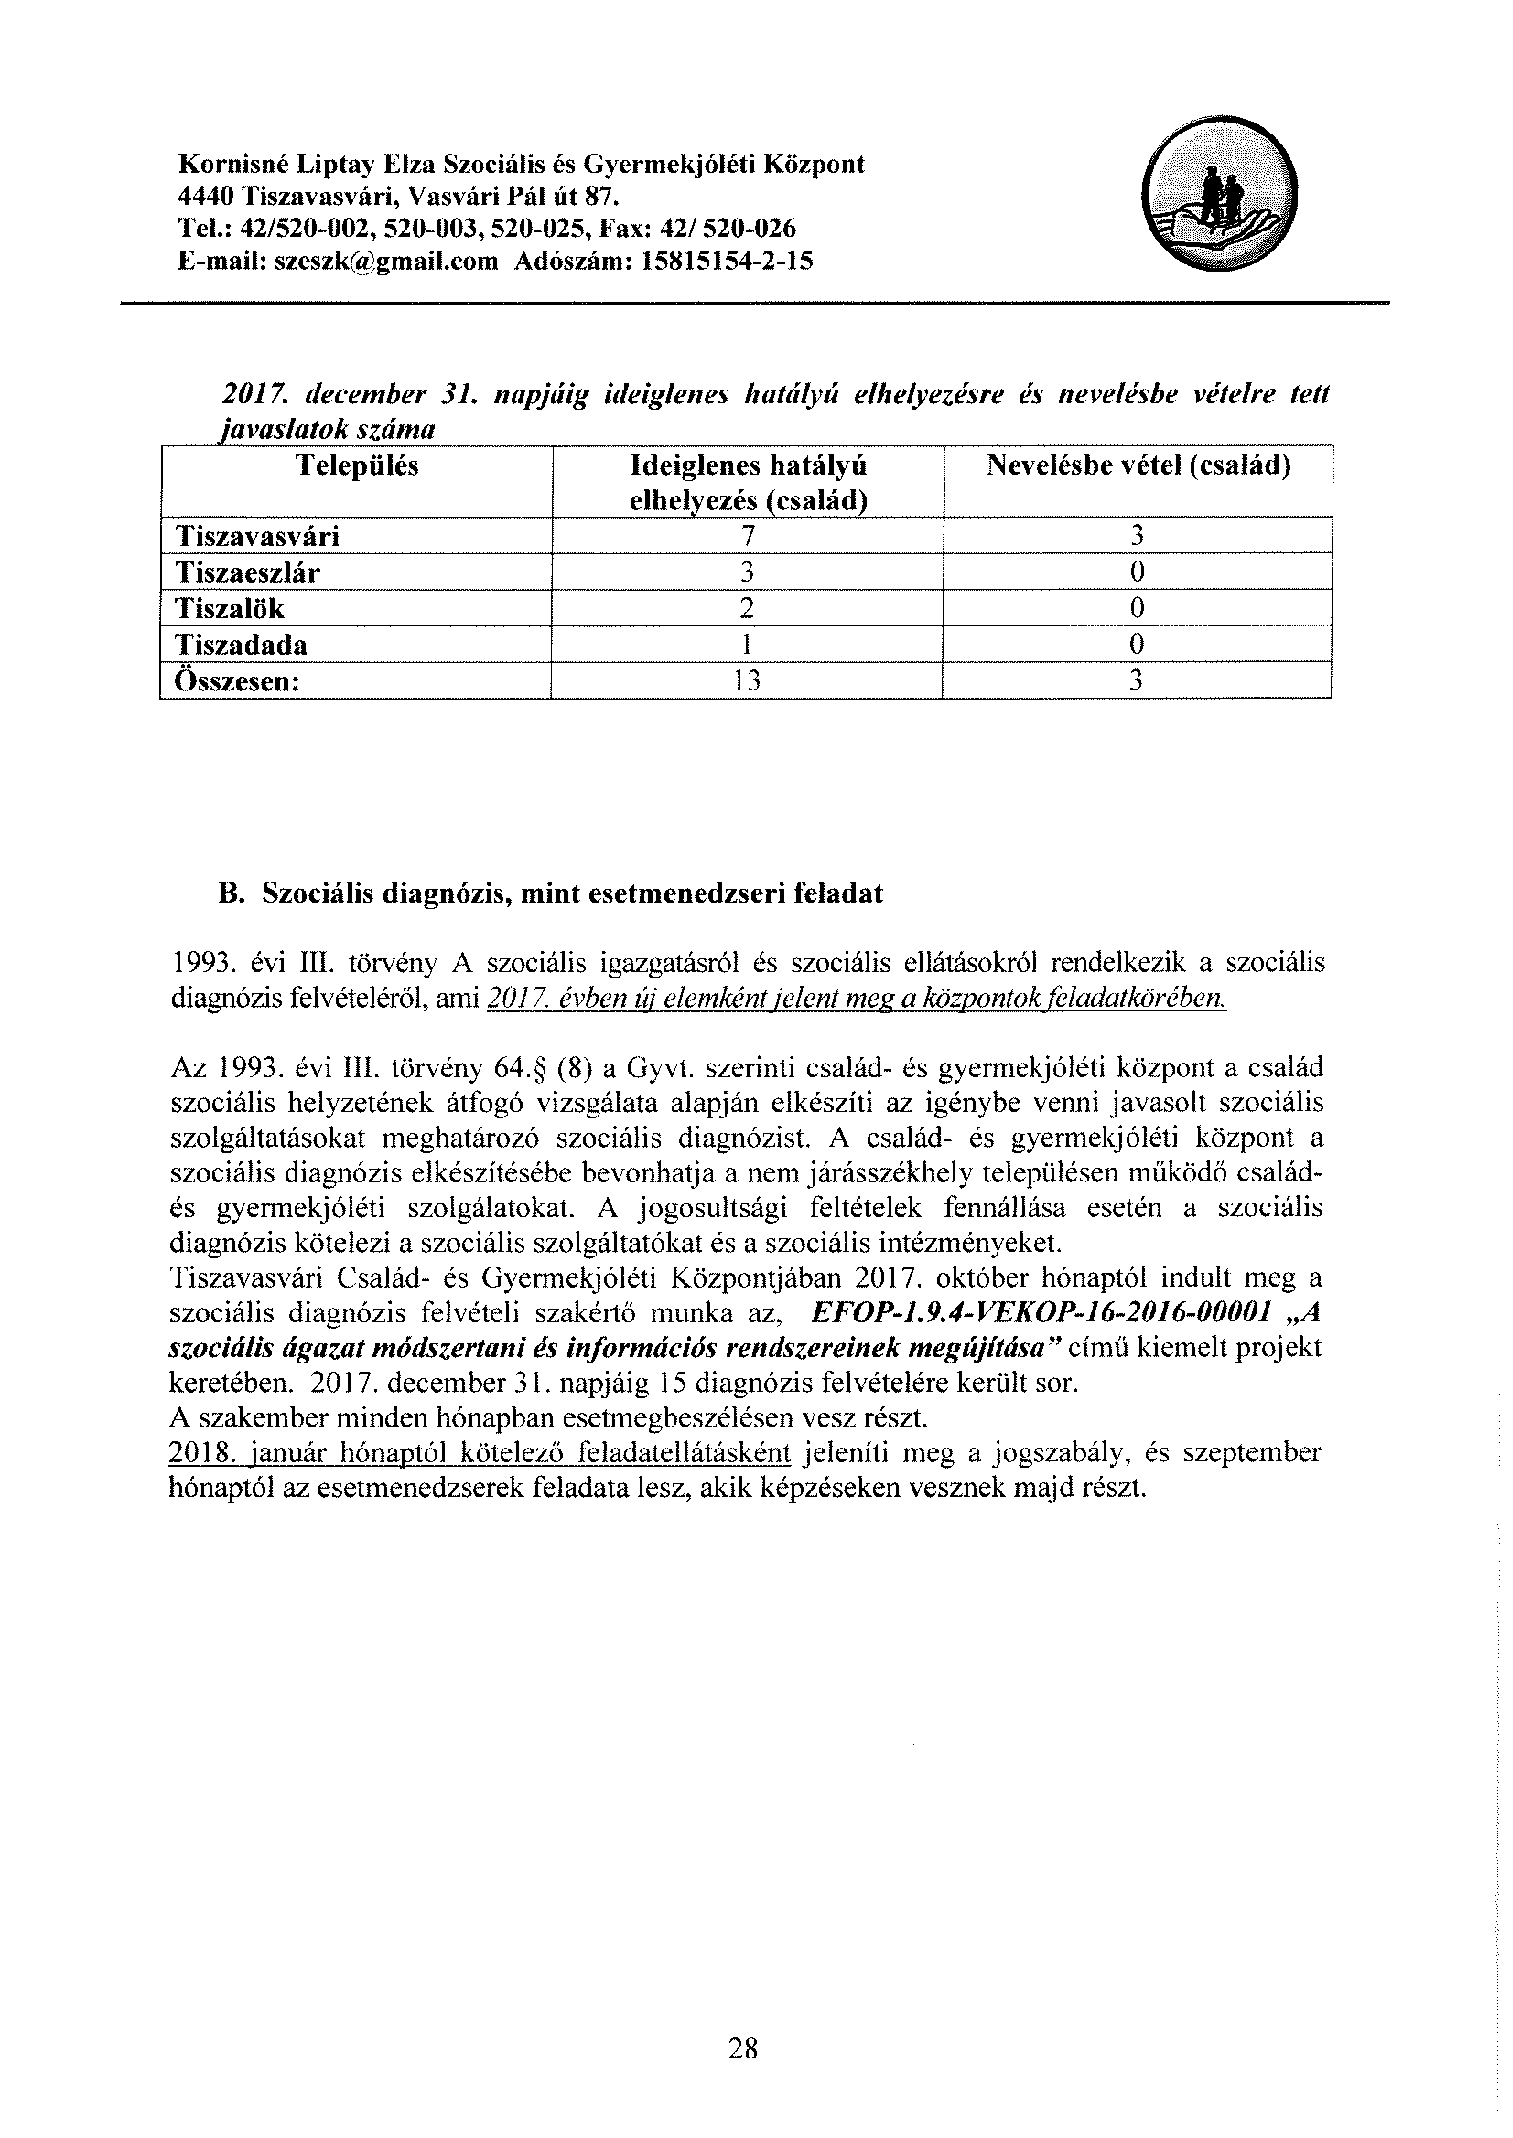 Kornisné Liptay Elza Szociális és Gyermekjóléti Központ
4440 Tiszavasvári, Vasvári Pál út 87.
Tel.: 42/520-002, 520-003, 520-025, Fax: 42/ 520-026
E-mail: szeszk@gmail.com Adószám: 15815154-2-15
2017. december 31. napjáig ideiglenes hatályú elhelyezésre és nevelésbe vételre tett
javaslatok száma
Település Ideiglenes hatályú Nevelésbe vétel (család)
elhelyezés (család)
Tiszavasvári 7 3
Tiszaeszlár 3 0
Tiszalök 2 0
Tiszadada 1 0
Összesen: 13 3
B. Szociális diagnózis, mint esetmenedzseri feladat
1993. évi III. törvény A szociális igazgatásról és szociális ellátásokról rendelkezik a szociális
diagnózis felvételéről, ami 2017. évben új elemként jelent meg a központok feladatkörében.
Az 1993. évi III. törvény 64.§ (8) a Gyvt. szerinti család- és gyermekjóléti központ a család
szociális helyzetének átfogó vizsgálata alapján elkészíti az igénybe venni javasolt szociális
szolgáltatásokat meghatározó szociális diagnózist. A család- és gyermekjóléti központ a
szociális diagnózis elkészítésébe bevonhatja a nem járásszékhely településen működő család-
és gyermekjóléti szolgálatokat. A jogosultsági feltételek fennállása esetén a szociális
diagnózis kötelezi a szociális szolgáltatókat és a szociális intézményeket.
Tiszavasvári Család- és Gyermekjóléti Központjában 2017. október hónaptól indult meg a
szociális diagnózis felvételi szakértő munka az, EFOP-1.9.4-VEKOP-16-2016-00001 „A
szociális ágazat módszertani és információs rendszereinek megújítása” című kiemelt projekt
keretében. 2017. december 31. napjáig 15 diagnózis felvételére került sor.
A szakember minden hónapban esetmegbeszélésen vesz részt.
2018. január hónaptól kötelező feladatellátásként jeleníti meg a jogszabály, és szeptember
hónaptól az esetmenedzserek feladata lesz, akik képzéseken vesznek majd részt.
28